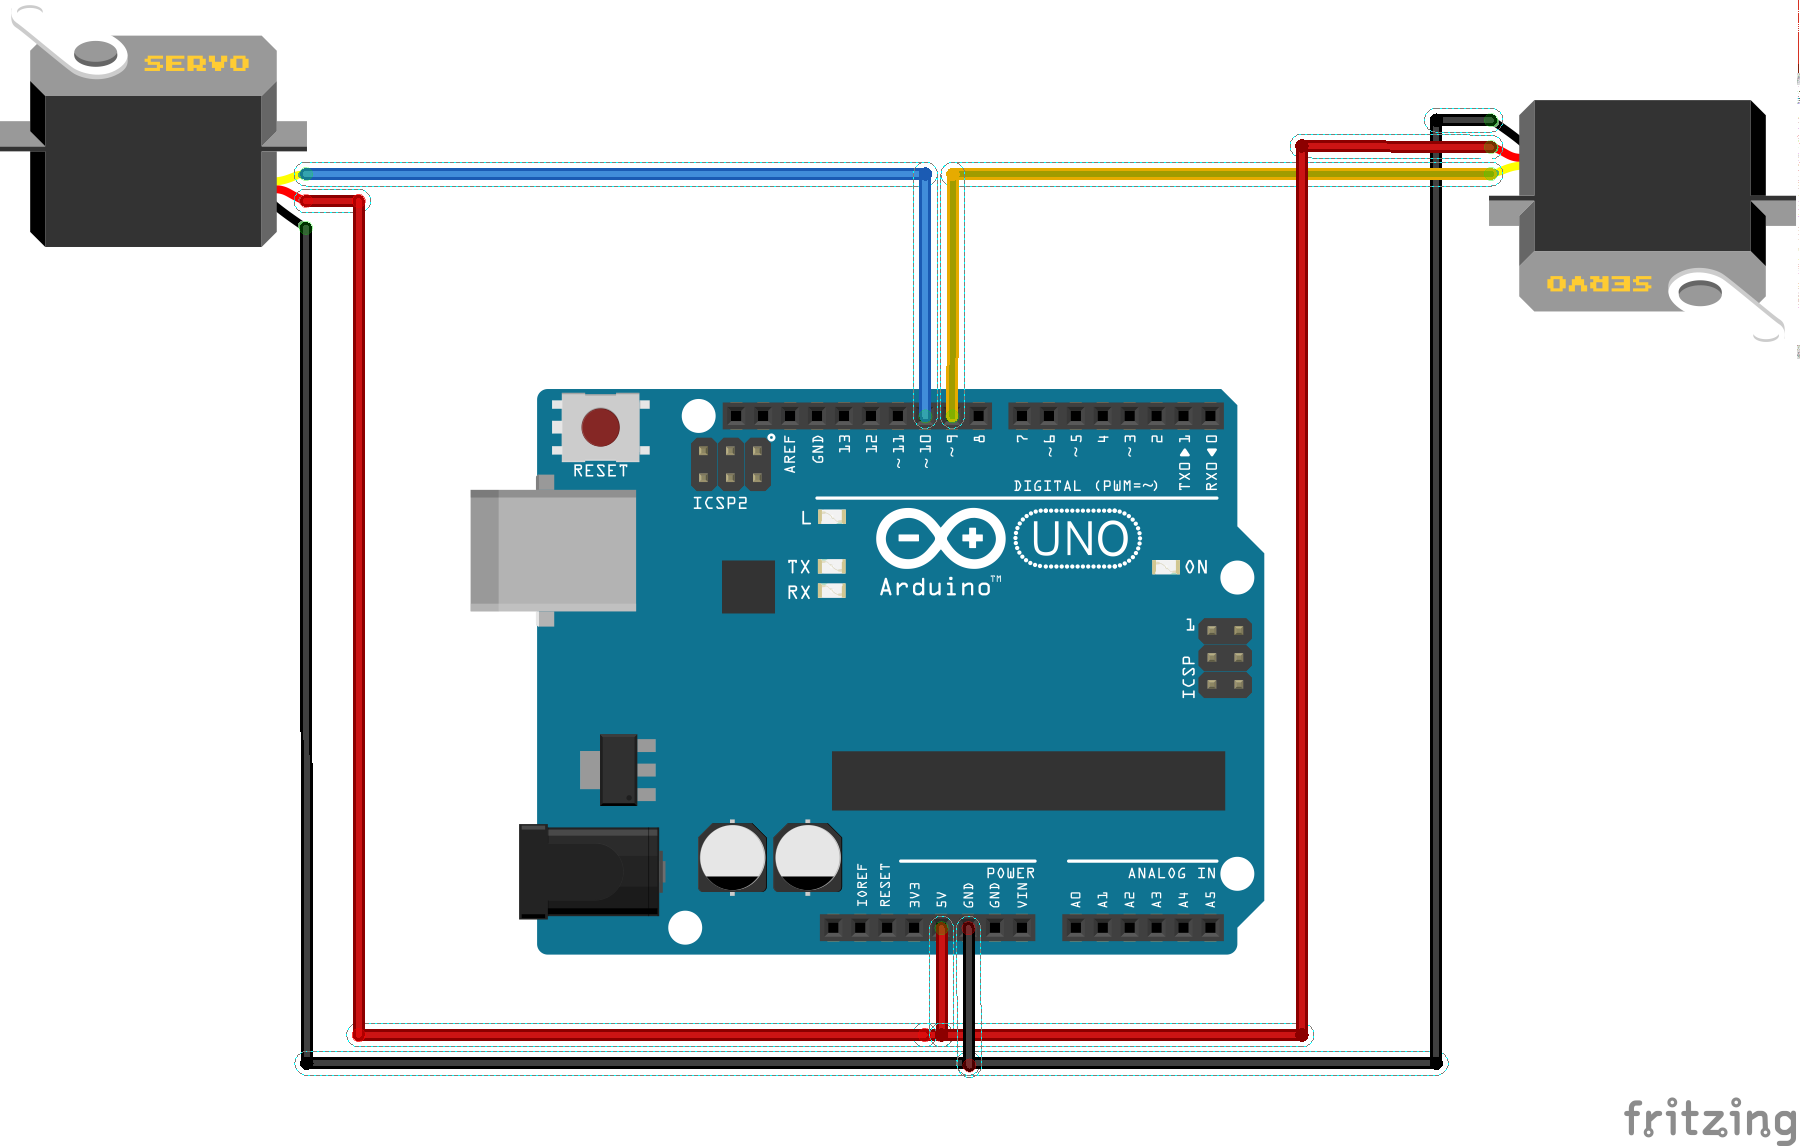 SERVO
SERVO
RESET
ICSP2
AREF
GND
13
12
~11
~10
~9
8
7
~6
~5
4
~3
2
TX0▶1
RX0◀0
DIGITAL (PWM=~)
L
TX
RX
UNO
Arduino™
ON
1
ICSP
IOREF
RESET
3V3
5V
GND
GND
VIN
POWER
ANALOG IN
A0
A1
A2
A3
A4
A5
fritzing